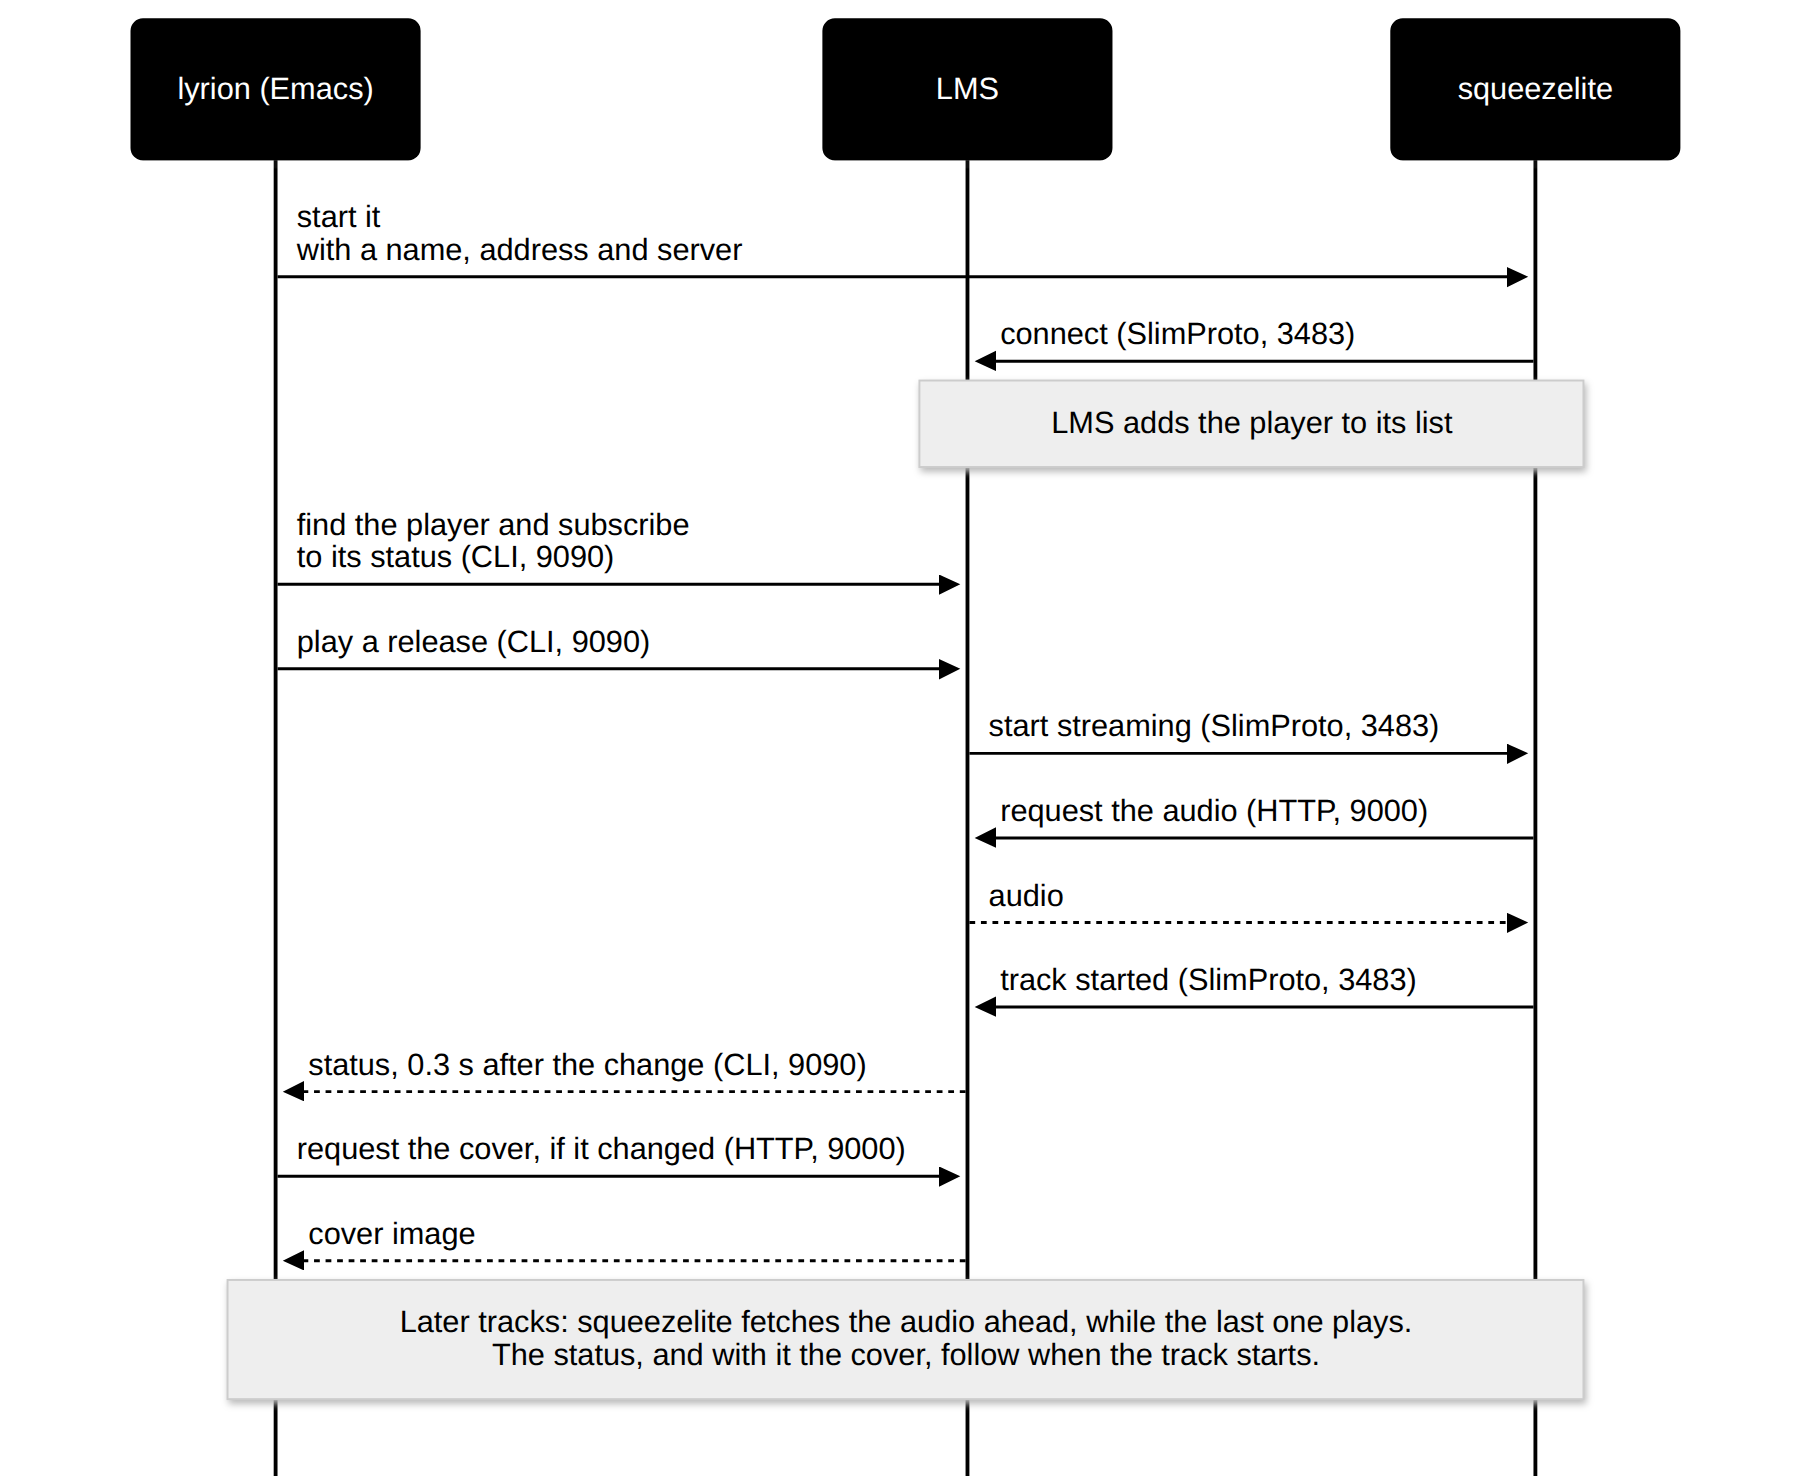 lyrion (Emacs)
LMS
squeezelite
start it
with a name, address and server
connect (SlimProto, 3483)
LMS adds the player to its list
find the player and subscribe
to its status (CLI, 9090)
play a release (CLI, 9090)
start streaming (SlimProto, 3483)
request the audio (HTTP, 9000)
audio
track started (SlimProto, 3483)
status, 0.3 s after the change (CLI, 9090)
request the cover, if it changed (HTTP, 9000)
cover image
Later tracks: squeezelite fetches the audio ahead, while the last one plays.
The status, and with it the cover, follow when the track starts.